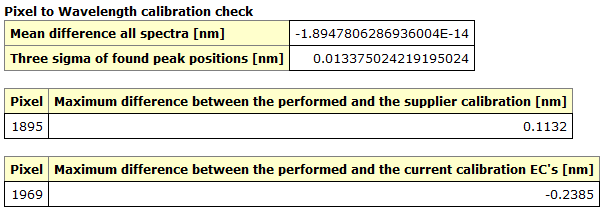 Pixel to Wavelength calibration check
Mean difference all spectra [nm] -1.8947806286936004E-14
Three sigma of found peak positions [nm] 0.013375024219195024
Pixel Maximum difference between the performed and the supplier calibration [nm]
1895 0.1132
Pixel Maximum difference between the performed and the current calibration EC's [nm]
1969 -0.2385